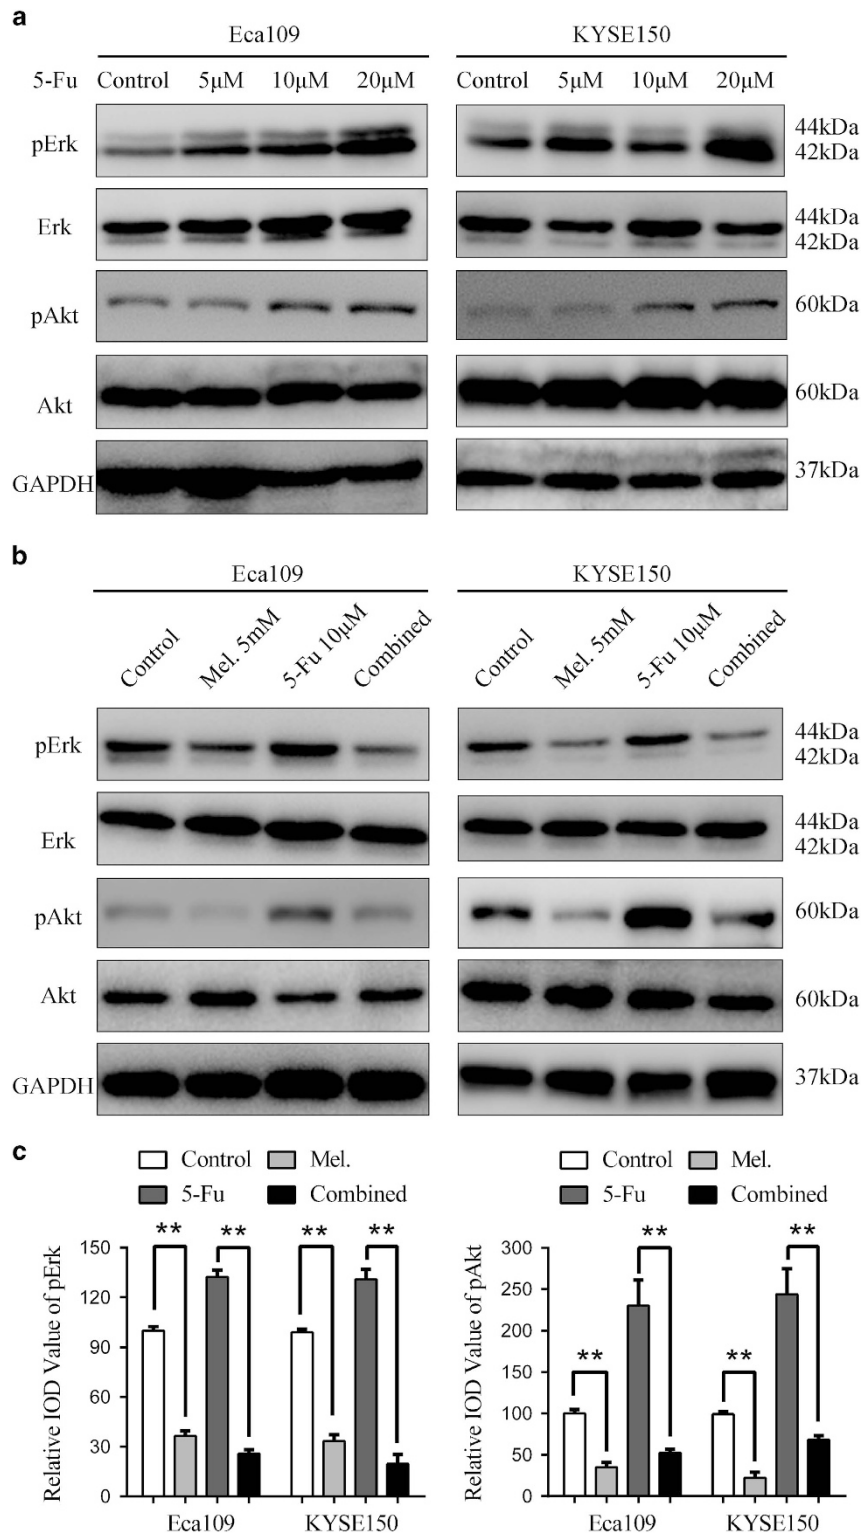 a
Eca109 KYSE150
5-Fu Control 5μM 10μM 20μM Control 5μM 10μM 20μM
pErk 44kDa
42kDa
Erk 44kDa
42kDa
pAkt 60kDa
Akt 60kDa
GAPDH 37kDa
b
Eca109 KYSE150
Control Mel. 5mM 5-Fu 10μM Combined Control Mel. 5mM 5-Fu 10μM Combined
pErk 44kDa
42kDa
Erk 44kDa
42kDa
pAkt 60kDa
Akt 60kDa
GAPDH 37kDa
c
Control Mel.
5-Fu Combined
Relative IOD Value of pErk
150
120
90
60
30
0
** ** ** **
Eca109 KYSE150
Control Mel.
5-Fu Combined
Relative IOD Value of pAkt
300
250
200
150
100
50
0
** **
** **
Eca109 KYSE150